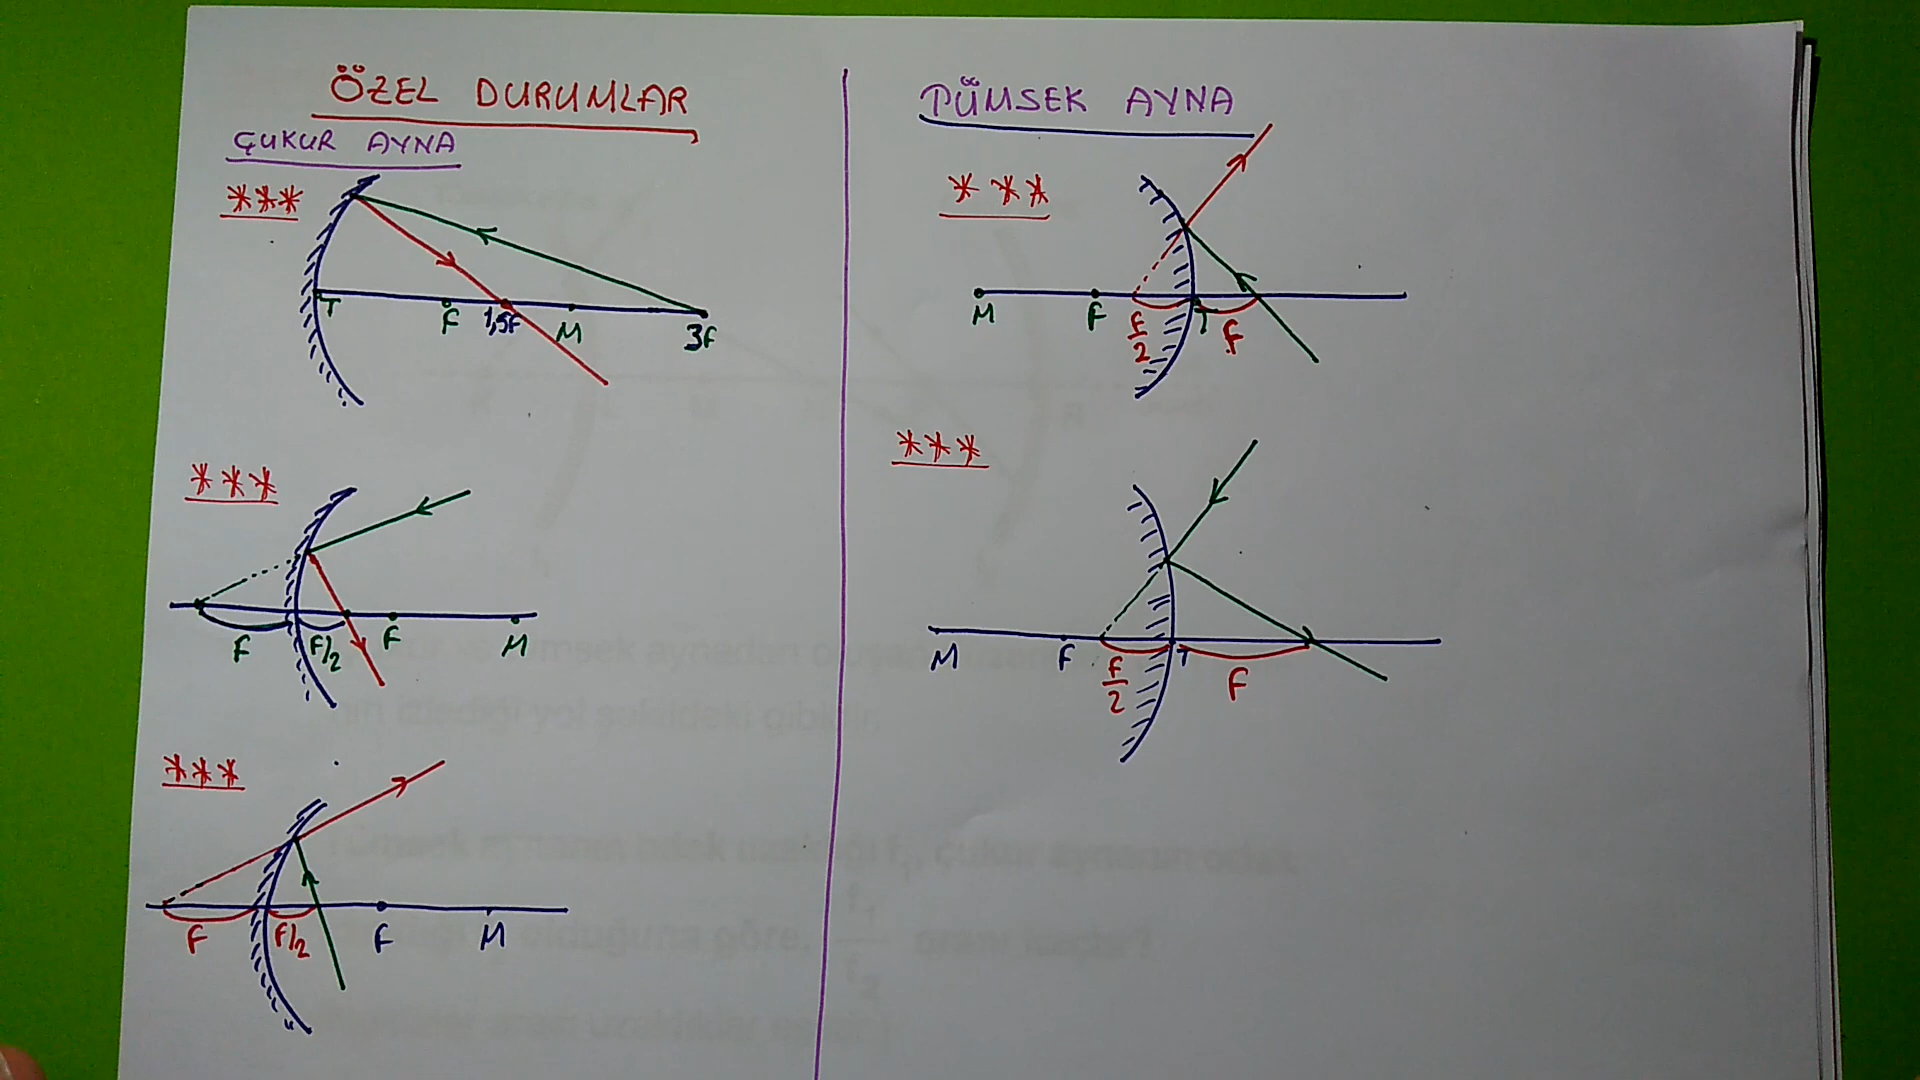 ÖZEL DURUMLAR
ÇUKUR AYNA
***
T F 1,5F M 3F
***
F F/2 F M
***
F F/2 F M
TÜMSEK AYNA
***
M F F/2 T F
***
M F F/2 T F